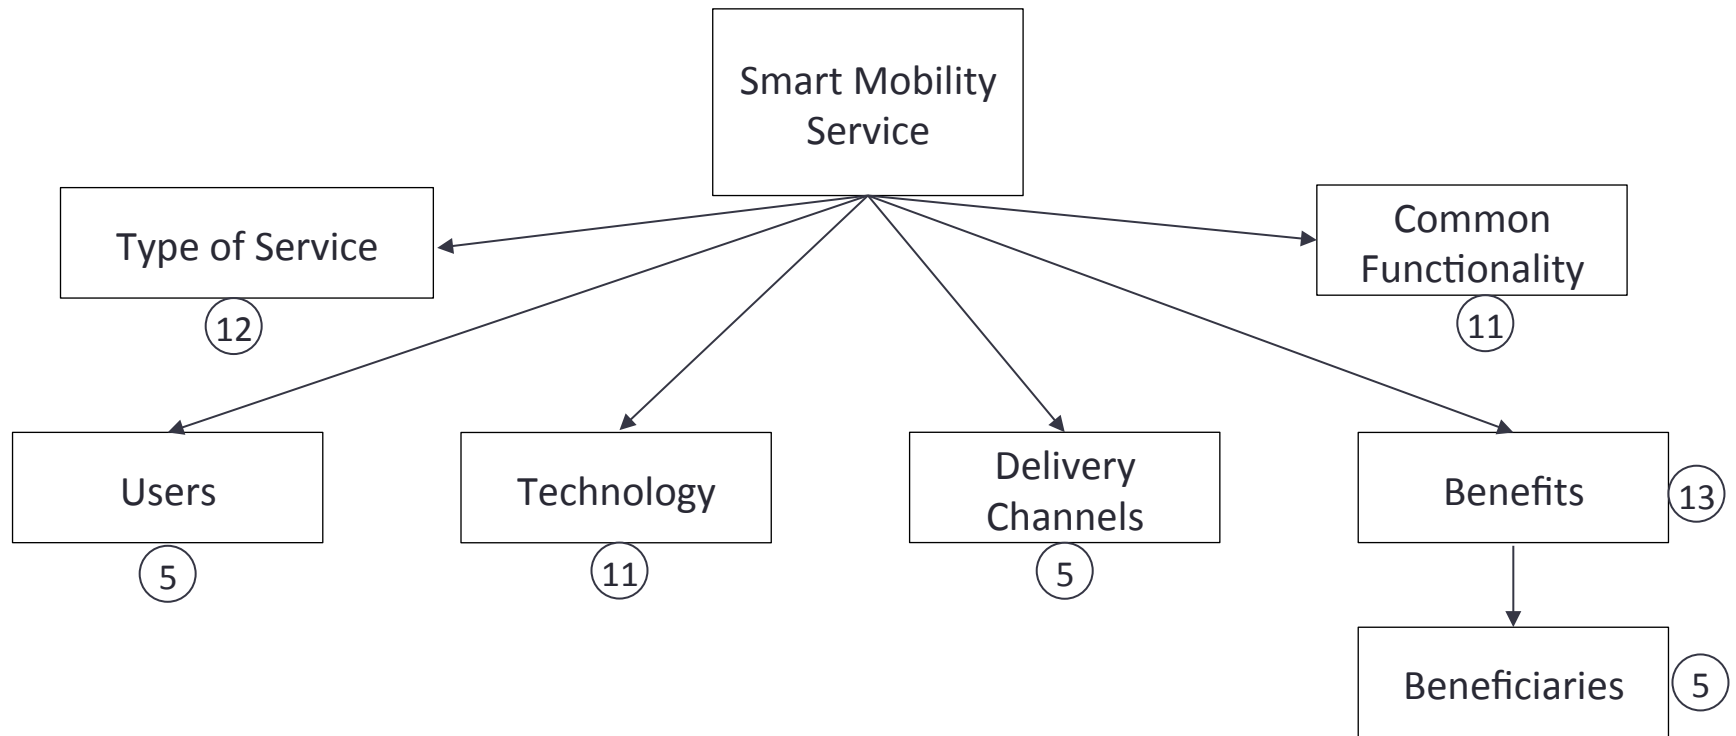 Smart Mobility
Service
Type of Service
12
Common
Functionality
11
Users
5
Technology
11
Delivery
Channels
5
Benefits
13
Beneficiaries
5